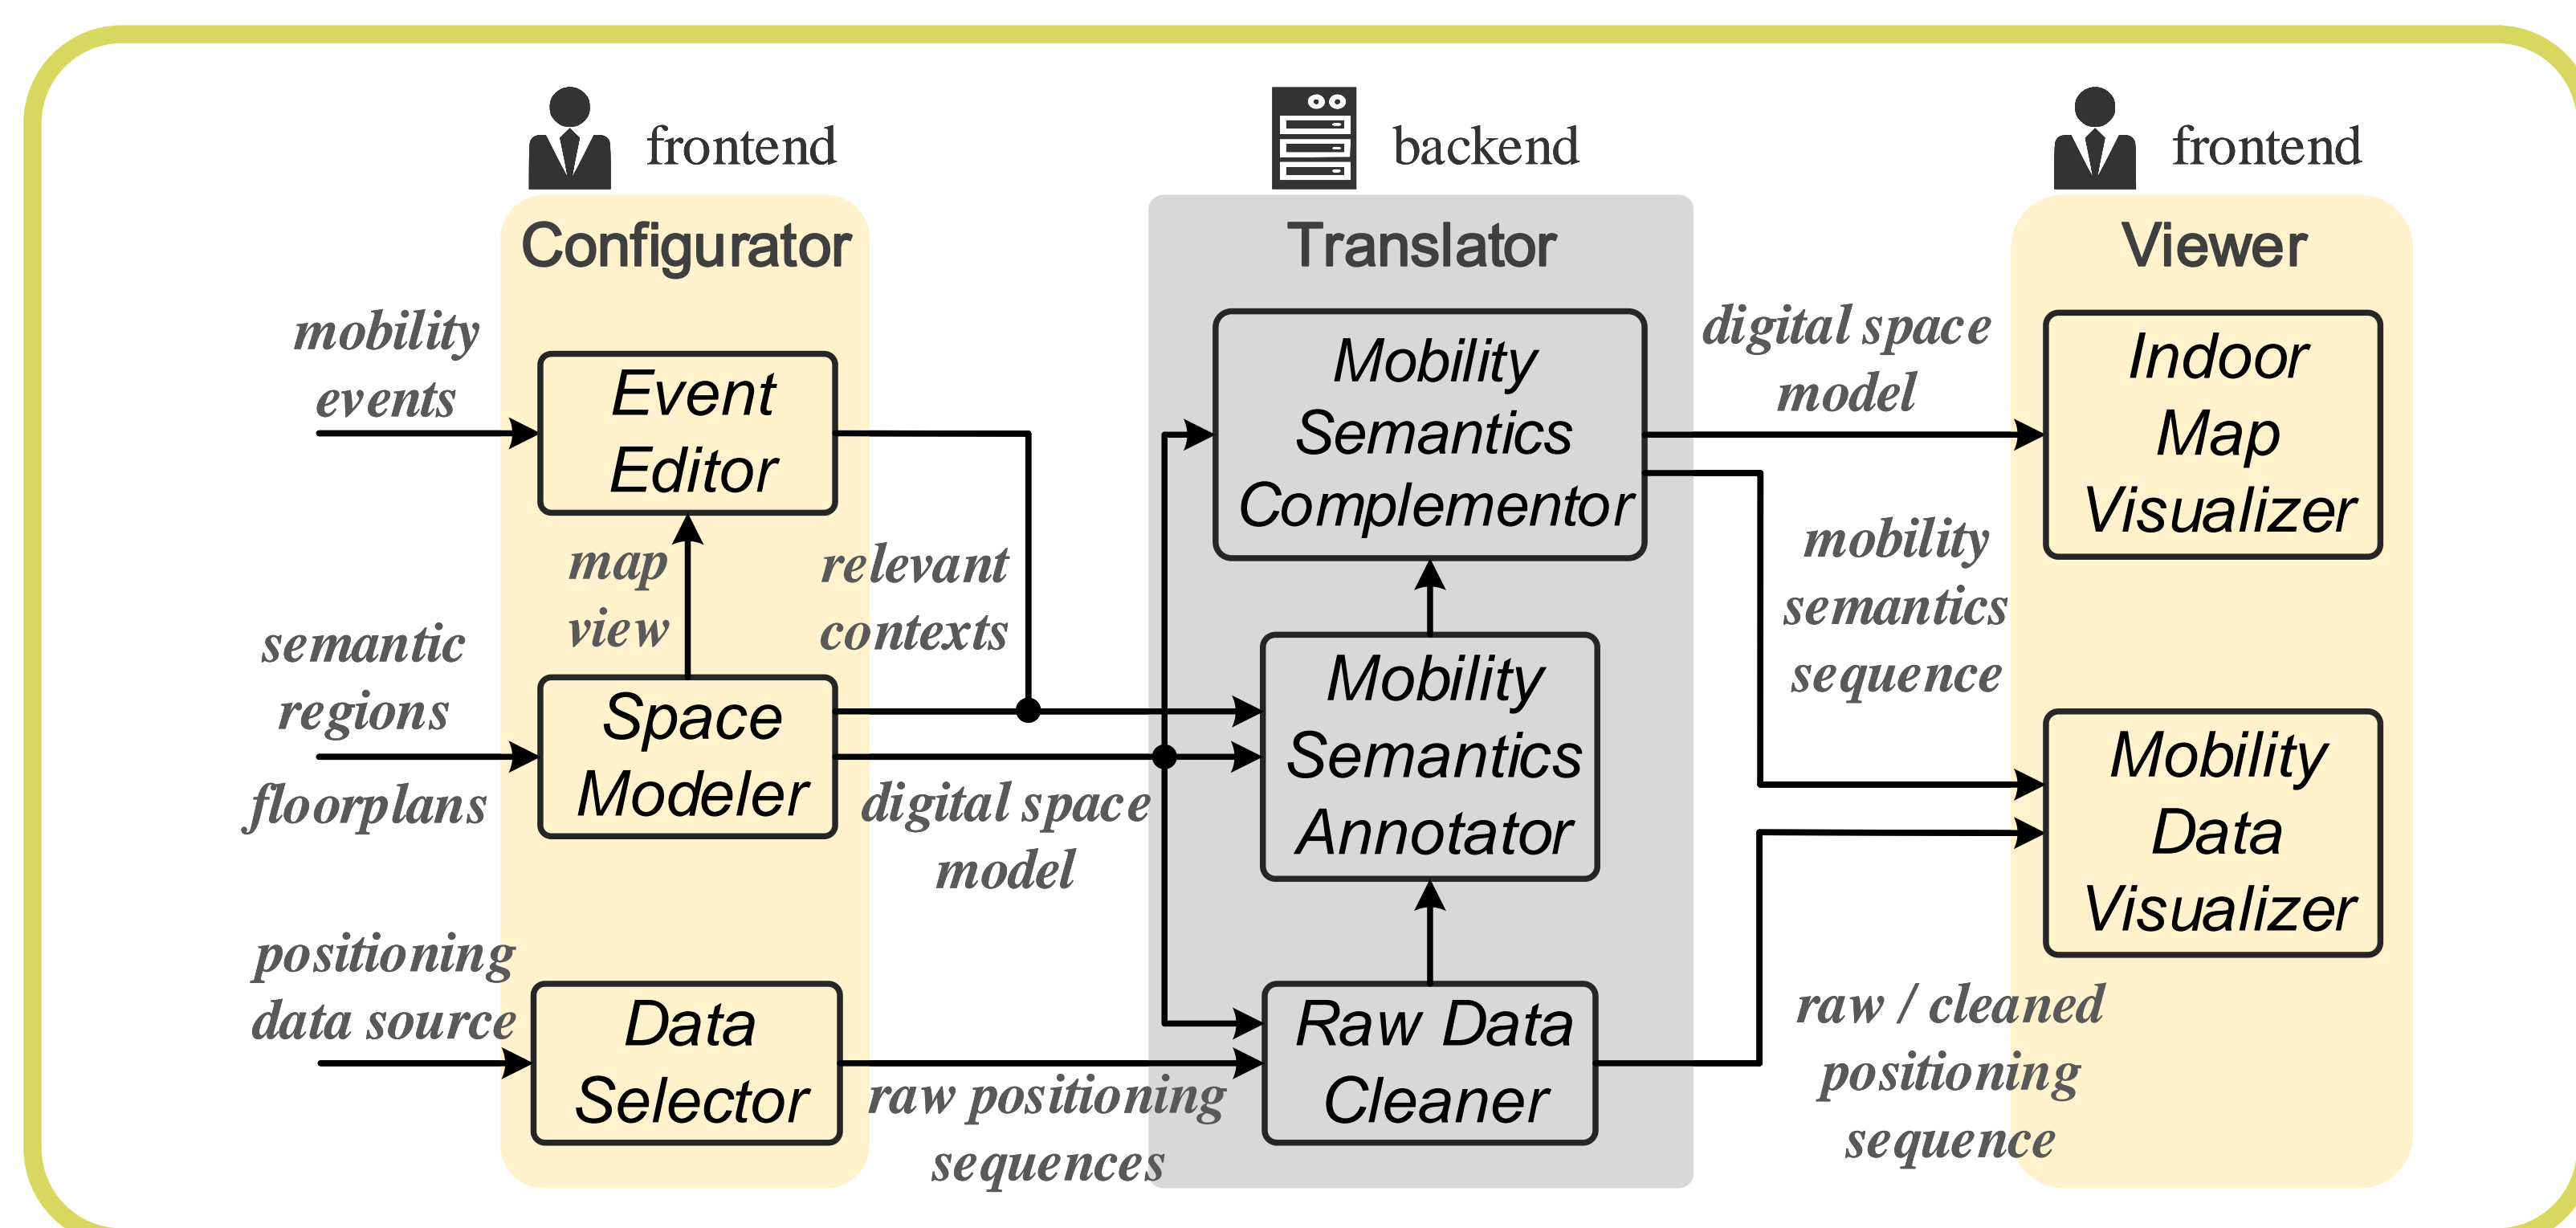 frontend
backend
frontend
Configurator
Translator
Viewer
mobility
events
Event
Editor
map
view
relevant
contexts
semantic
regions
floorplans
Space
Modeler
digital space
model
positioning
data source
Data
Selector
raw positioning
sequences
Mobility
Semantics
Complementor
Mobility
Semantics
Annotator
Raw Data
Cleaner
digital space
model
mobility
semantics
sequence
raw / cleaned
positioning
sequence
Indoor
Map
Visualizer
Mobility
Data
Visualizer